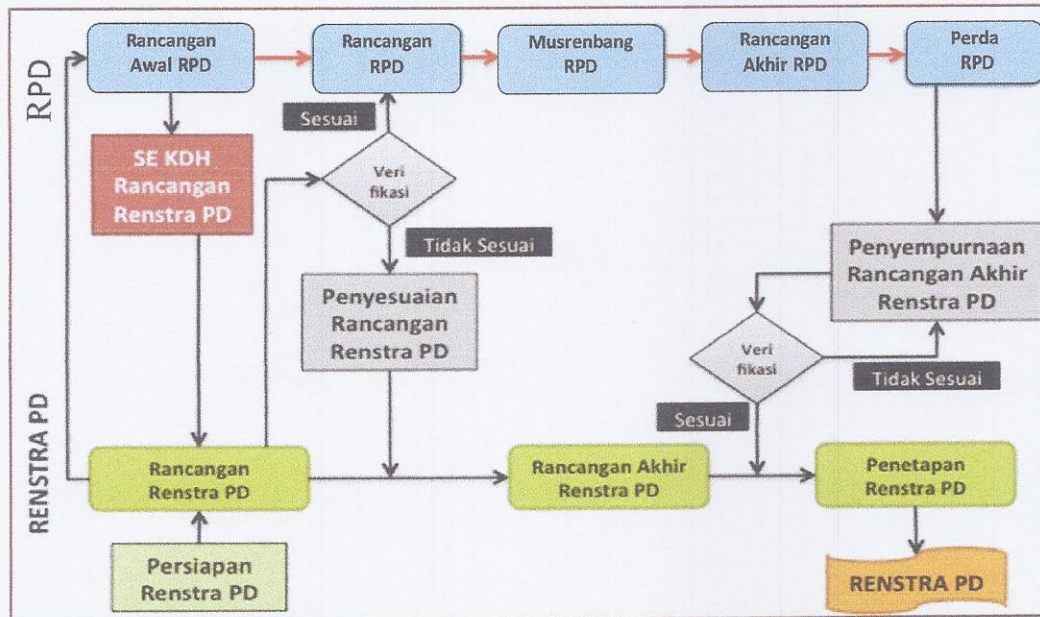 RPD
Rancangan
Awal RPD
Rancangan
RPD
Musrenbang
RPD
Rancangan
Akhir RPD
Perda
RPD
Sesuai
SE KDH
Rancangan
Renstra PD
Veri
fikasi
Tidak Sesuai
Penyesuaian
Rancangan
Renstra PD
Penyempurnaan
Rancangan Akhir
Renstra PD
Veri
fikasi
Tidak Sesuai
Sesuai
RENSTRA PD
Rancangan
Renstra PD
Rancangan Akhir
Renstra PD
Penetapan
Renstra PD
Persiapan
Renstra PD
RENSTRA PD